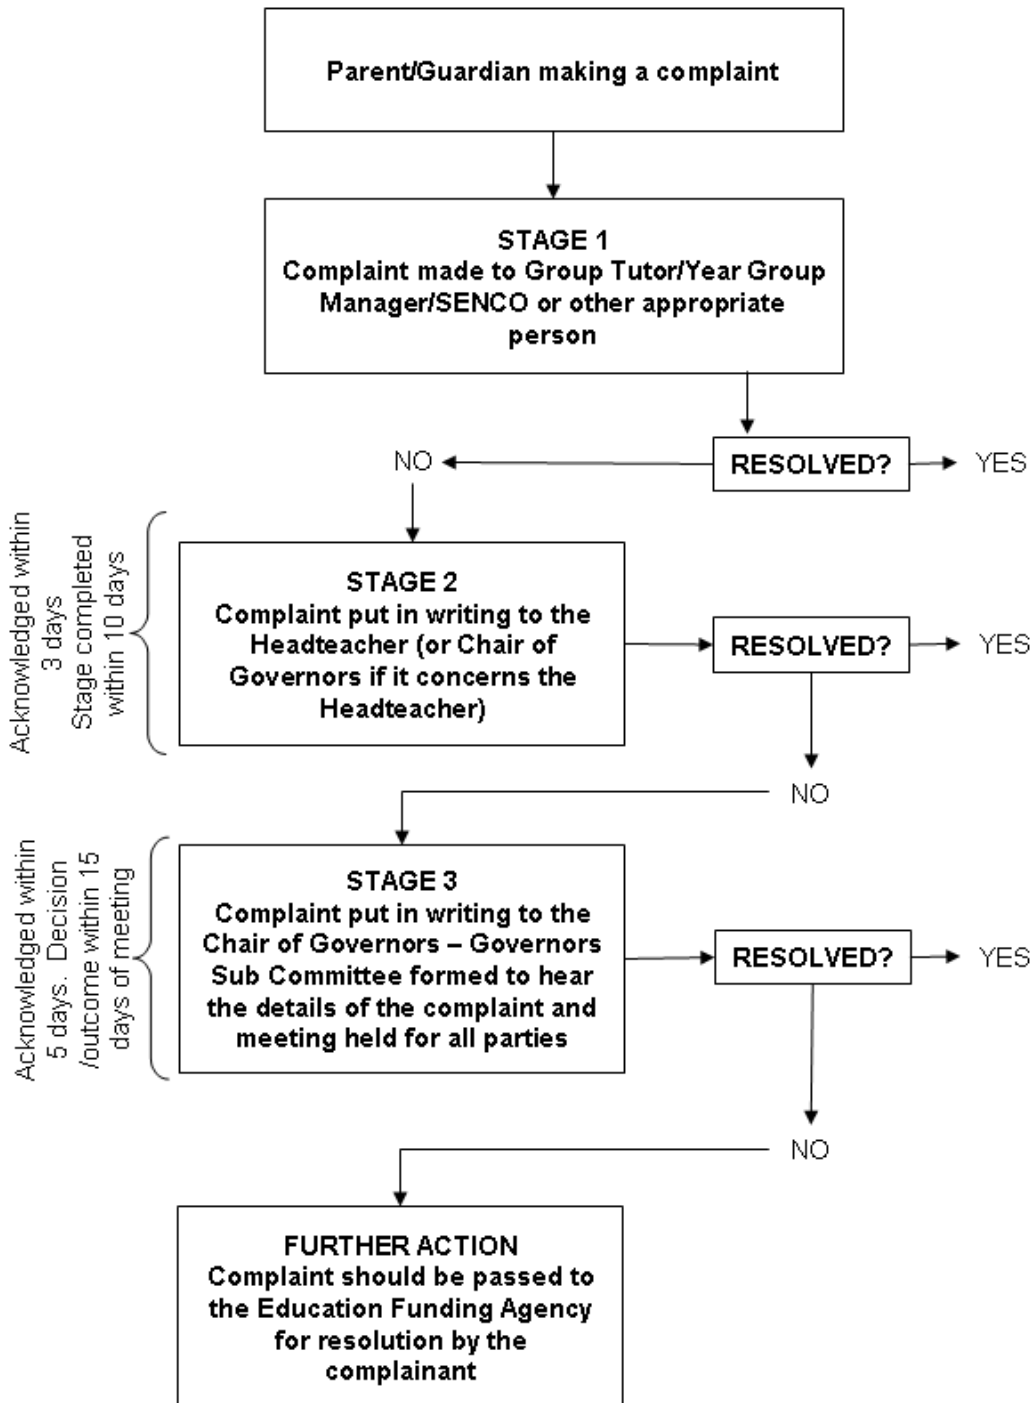 Parent/Guardian making a complaint
STAGE 1
Complaint made to Group Tutor/Year Group
Manager/SENCO or other appropriate
person
RESOLVED?
YES
NO
Acknowledged within
3 days
Stage completed
within 10 days
STAGE 2
Complaint put in writing to the
Headteacher (or Chair of
Governors if it concerns the
Headteacher)
RESOLVED?
YES
NO
Acknowledged within
5 days. Decision
/outcome within 15
days of meeting
STAGE 3
Complaint put in writing to the
Chair of Governors – Governors
Sub Committee formed to hear
the details of the complaint and
meeting held for all parties
RESOLVED?
YES
NO
FURTHER ACTION
Complaint should be passed to
the Education Funding Agency
for resolution by the
complainant